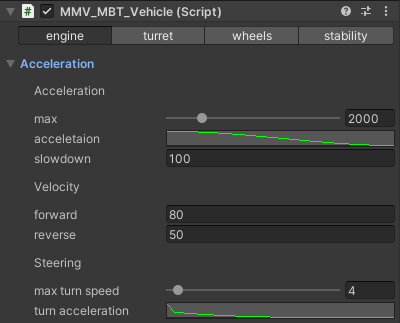 MMV_MBT_Vehicle (Script)
engine turret wheels stability
Acceleration
Acceleration
max 2000
acceletaion
slowdown 100
Velocity
forward 80
reverse 50
Steering
max turn speed 4
turn acceleration